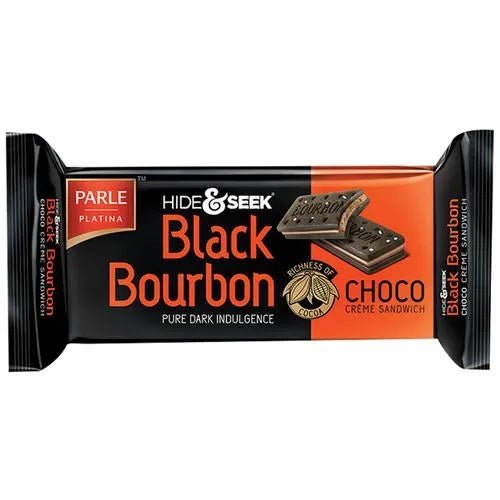 PARLE
PLATINA
™
HIDE&SEEK®
Black
Bourbon
PURE DARK INDULGENCE
BOURBON
RICHNESS OF
COCOA
CHOCO
CRÈME SANDWICH
HIDE&SEEK
Black Bourbon
CHOCO CRÈME SANDWICH
HIDE&SEEK
Black Bourbon
CHOCO CRÈME SANDWICH